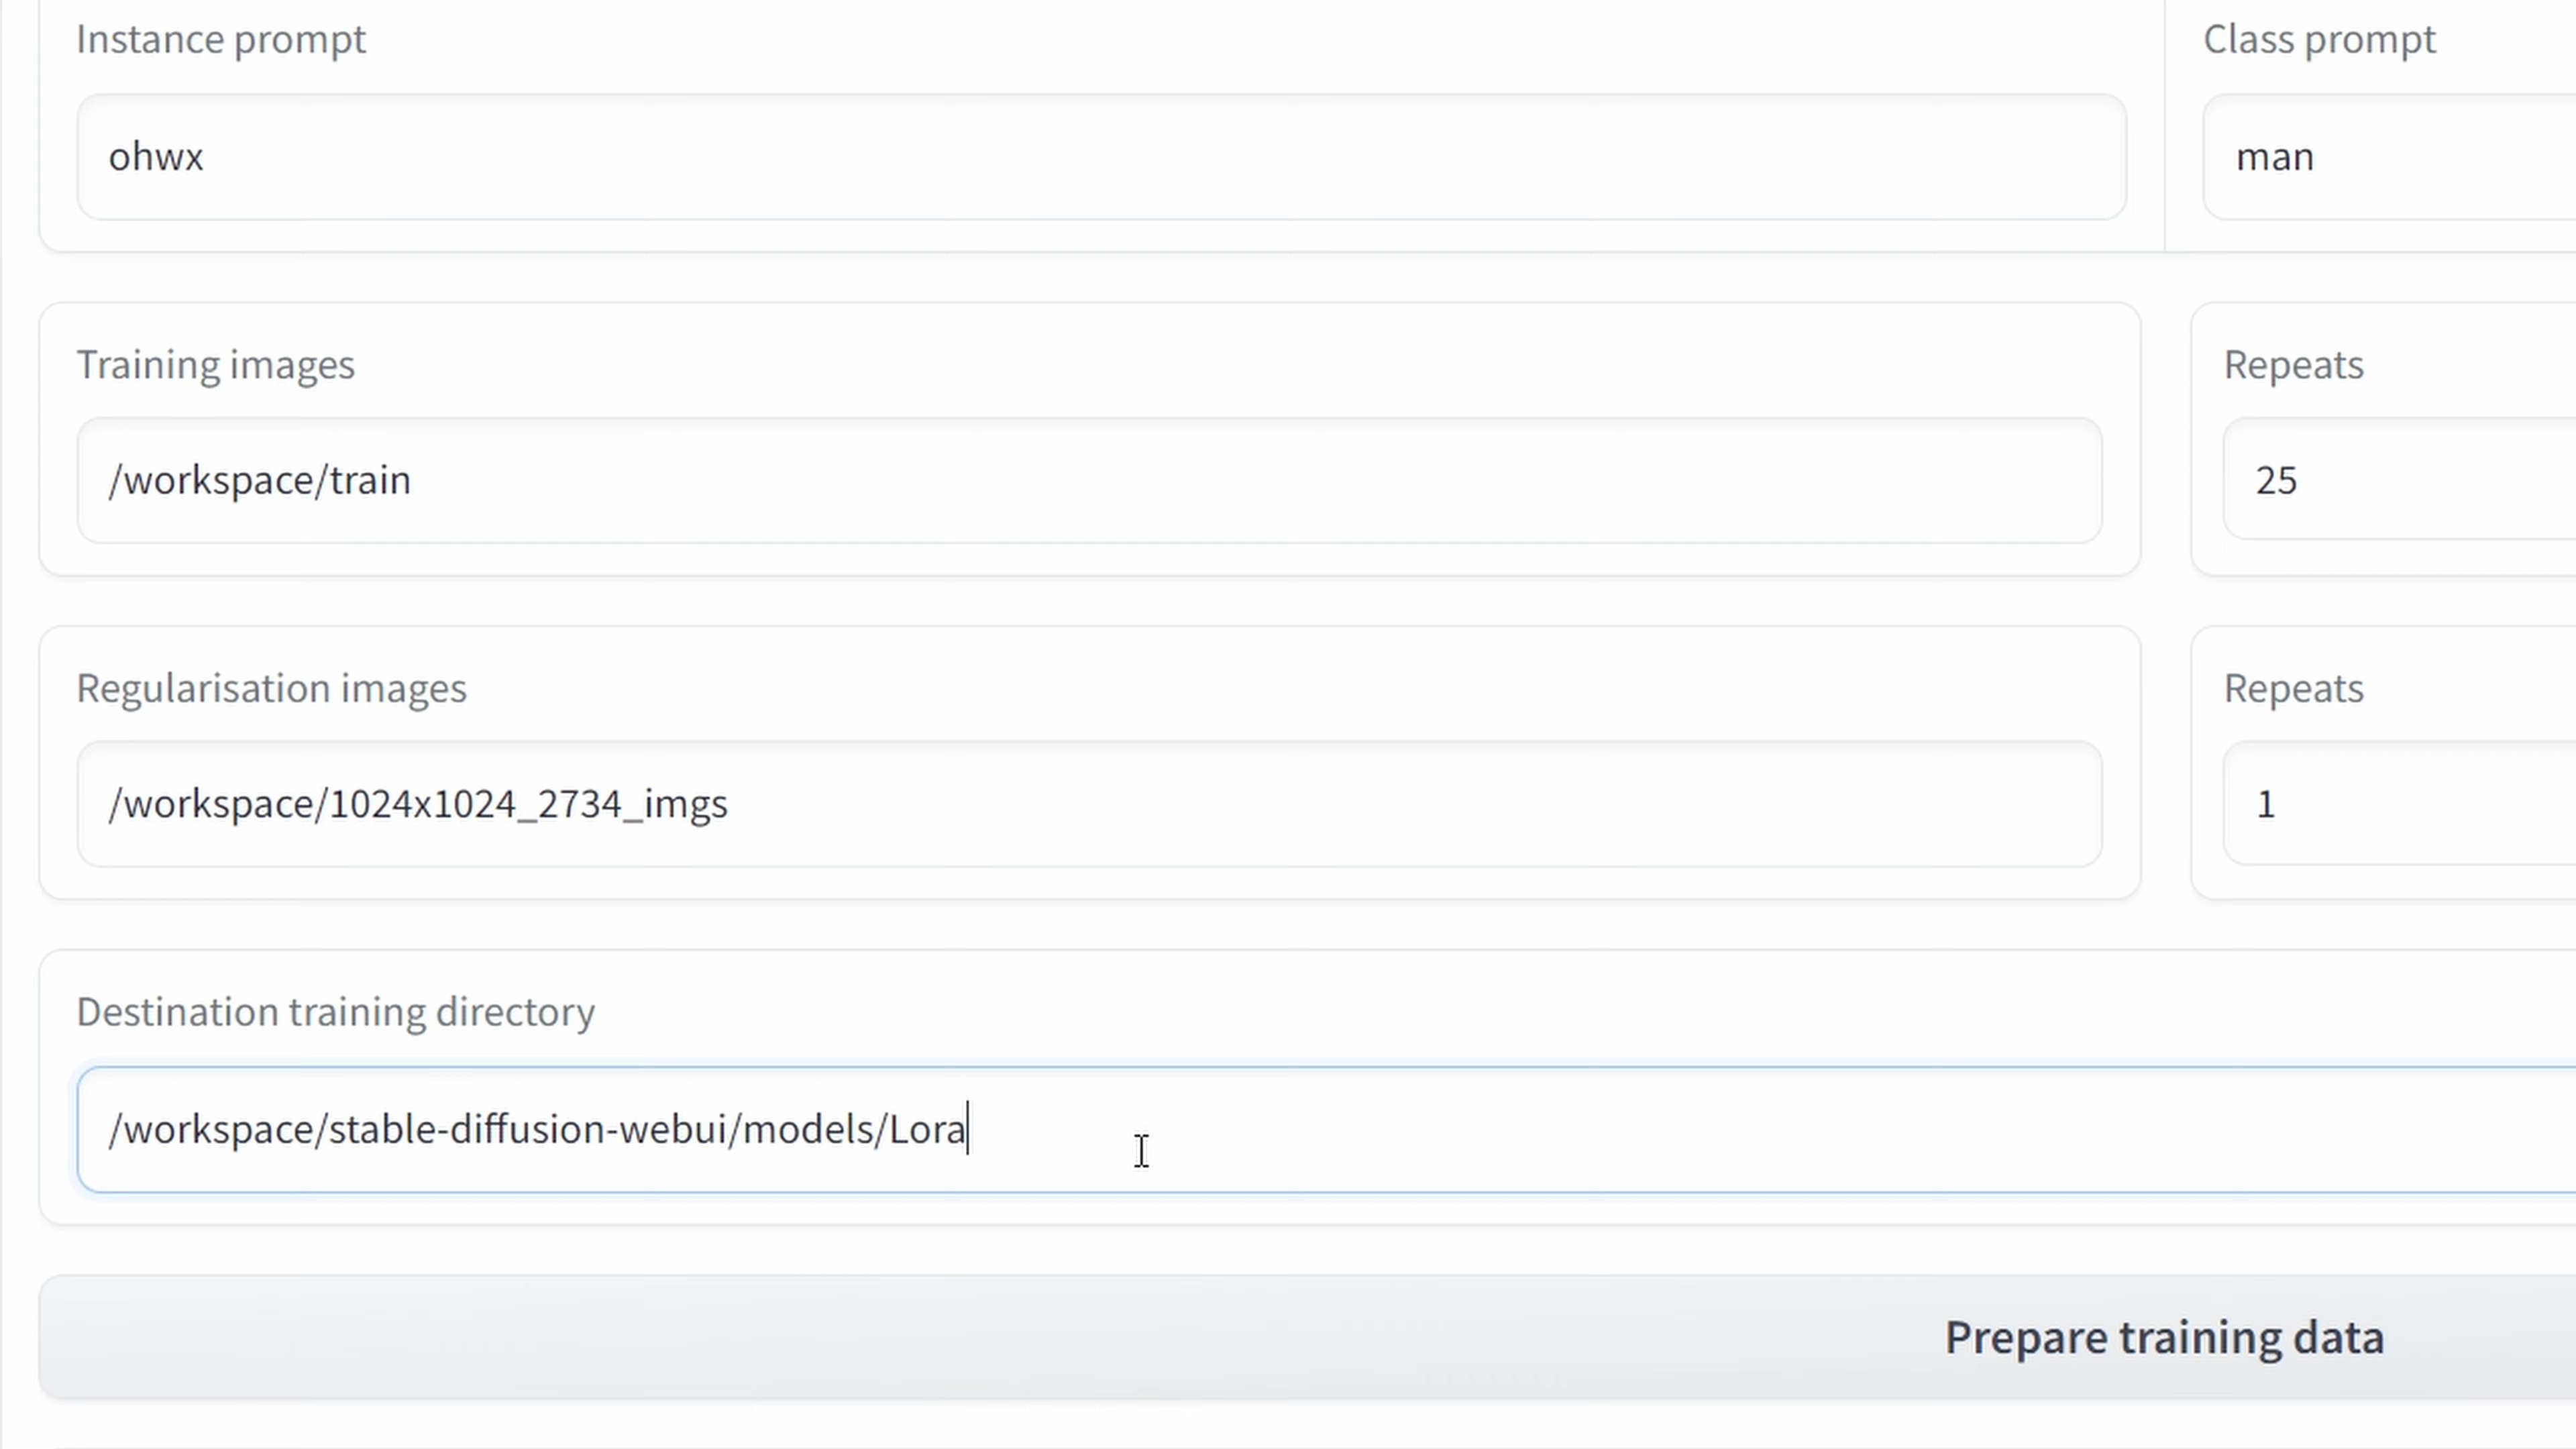 Instance prompt
Class prompt
ohwx
man
Training images
Repeats
/workspace/train
25
Regularisation images
Repeats
/workspace/1024x1024_2734_imgs
1
Destination training directory
/workspace/stable-diffusion-webui/models/Lora
Prepare training data